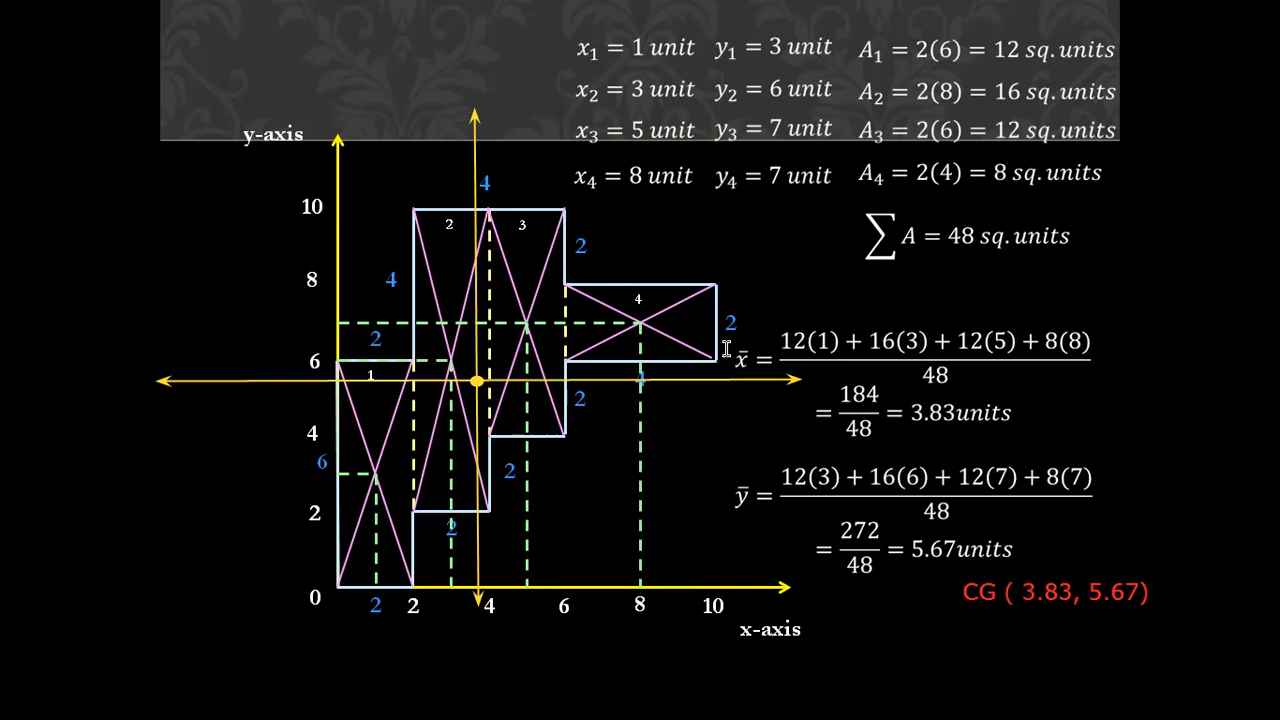 x₁ = 1 unit y₁ = 3 unit A₁ = 2(6) = 12 sq. units
x₂ = 3 unit y₂ = 6 unit A₂ = 2(8) = 16 sq. units
x₃ = 5 unit y₃ = 7 unit A₃ = 2(6) = 12 sq. units
x₄ = 8 unit y₄ = 7 unit A₄ = 2(4) = 8 sq. units
∑ A = 48 sq. units
y-axis
4
10
2
3
2
8
4
4
2
2
6
1
x̄ = 12(1) + 16(3) + 12(5) + 8(8) / 48
= 184/48 = 3.83units
4
2
4
6
2
2
2
ȳ = 12(3) + 16(6) + 12(7) + 8(7) / 48
= 272/48 = 5.67units
CG ( 3.83, 5.67)
0
2
2
4
6
8
10
x-axis